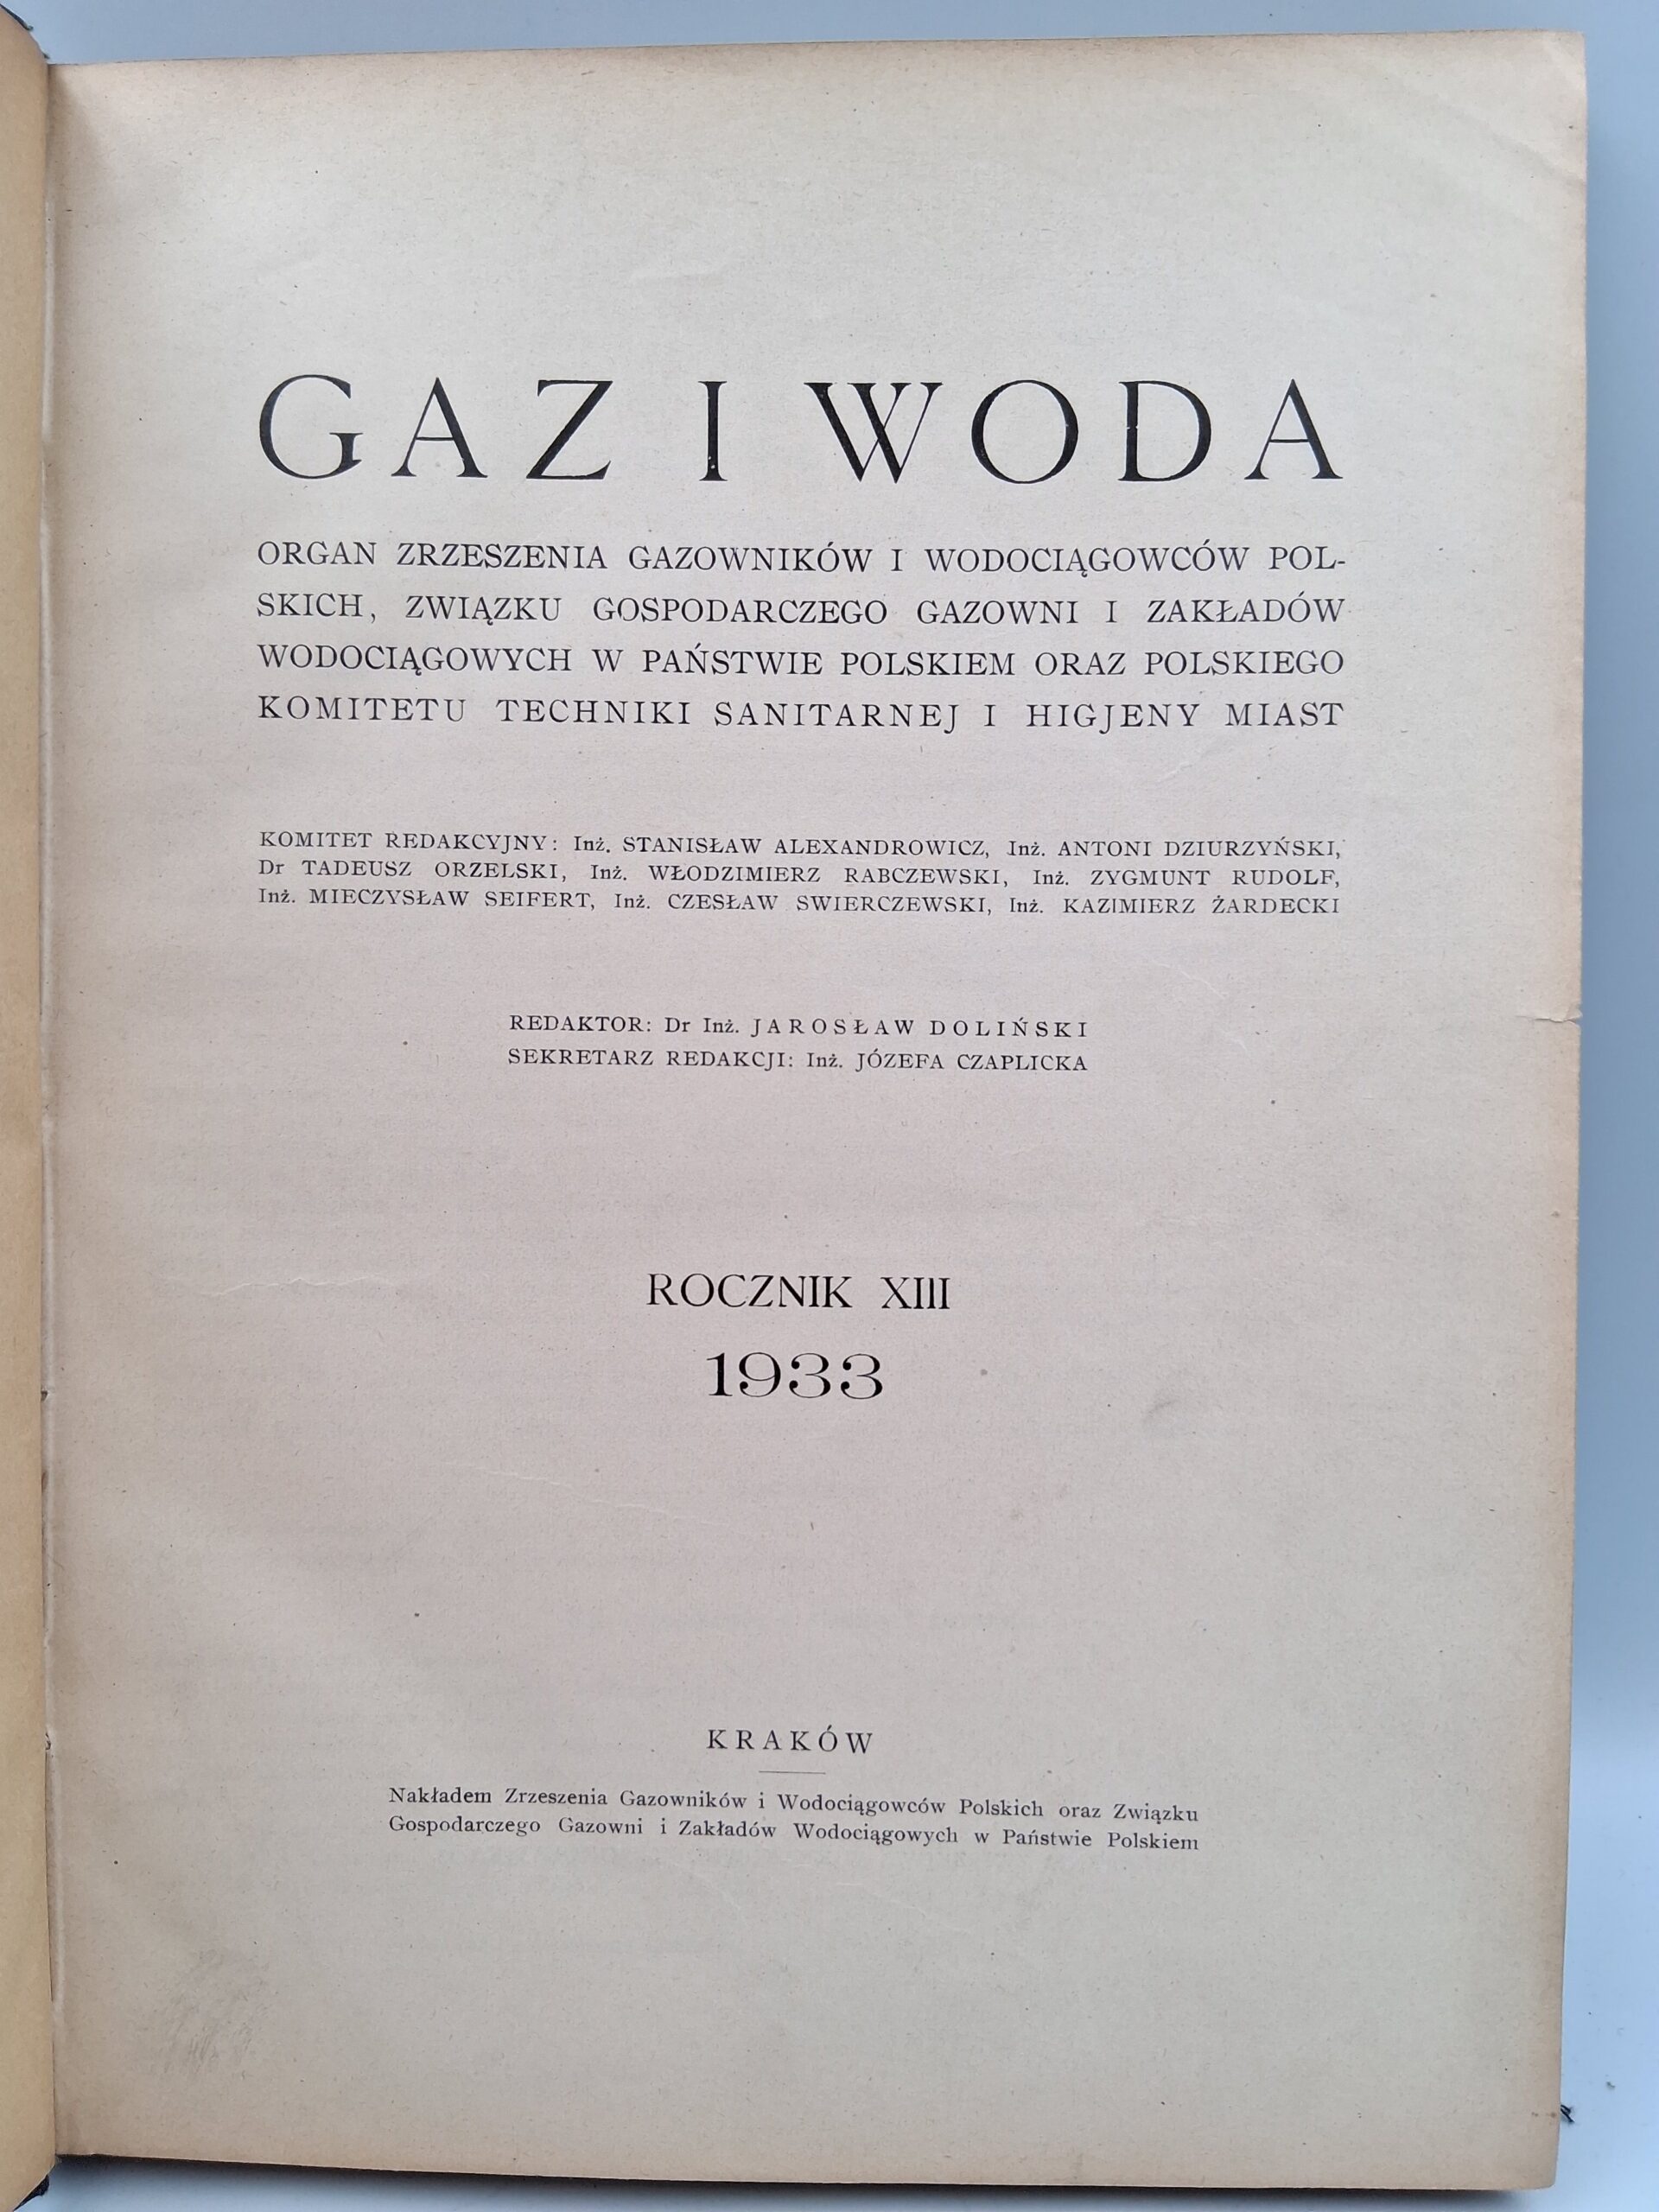 GAZ I WODA
ORGAN ZRZESZENIA GAZOWNIKÓW I WODOCIĄGOWCÓW POL-
SKICH, ZWIĄZKU GOSPODARCZEGO GAZOWNI I ZAKŁADÓW
WODOCIĄGOWYCH W PAŃSTWIE POLSKIEM ORAZ POLSKIEGO
KOMITETU TECHNIKI SANITARNEJ I HIGJENY MIAST
KOMITET REDAKCYJNY: Inż. STANISŁAW ALEXANDROWICZ, Inż. ANTONI DZIURZYŃSKI,
Dr TADEUSZ ORZELSKI, Inż. WŁODZIMIERZ RABCZEWSKI, Inż. ZYGMUNT RUDOLF,
Inż. MIECZYSŁAW SEIFERT, Inż. CZESŁAW SWIERCZEWSKI, Inż. KAZIMIERZ ŻARDECKI
REDAKTOR: Dr Inż. JAROSŁAW DOLIŃSKI
SEKRETARZ REDAKCJI: Inż. JÓZEFA CZAPLICKA
ROCZNIK XIII
1933
KRAKÓW
Nakładem Zrzeszenia Gazowników i Wodociągowców Polskich oraz Związku
Gospodarczego Gazowni i Zakładów Wodociągowych w Państwie Polskiem